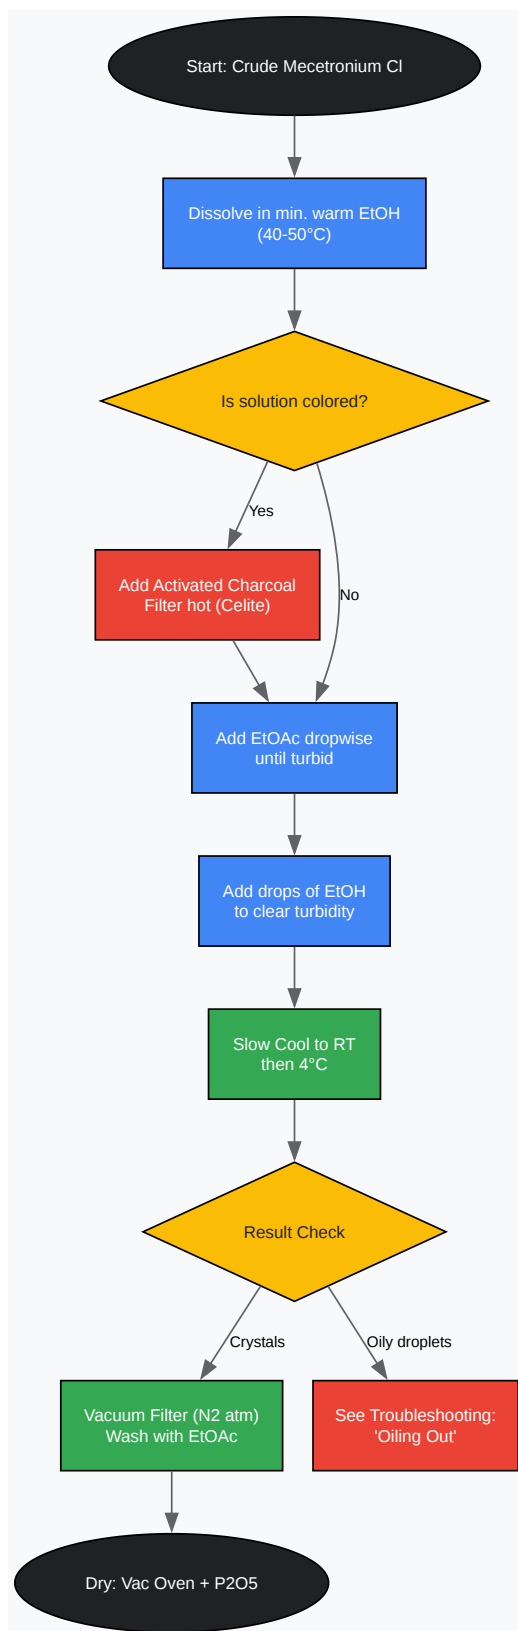 Start: Crude Mecetronium Cl
Dissolve in min. warm EtOH
(40-50°C)
Is solution colored?
Yes
No
Add Activated Charcoal
Filter hot (Celite)
Add EtOAc dropwise
until turbid
Add drops of EtOH
to clear turbidity
Slow Cool to RT
then 4°C
Result Check
Crystals
Oily droplets
Vacuum Filter (N2 atm)
Wash with EtOAc
See Troubleshooting:
'Oiling Out'
Dry: Vac Oven + P2O5